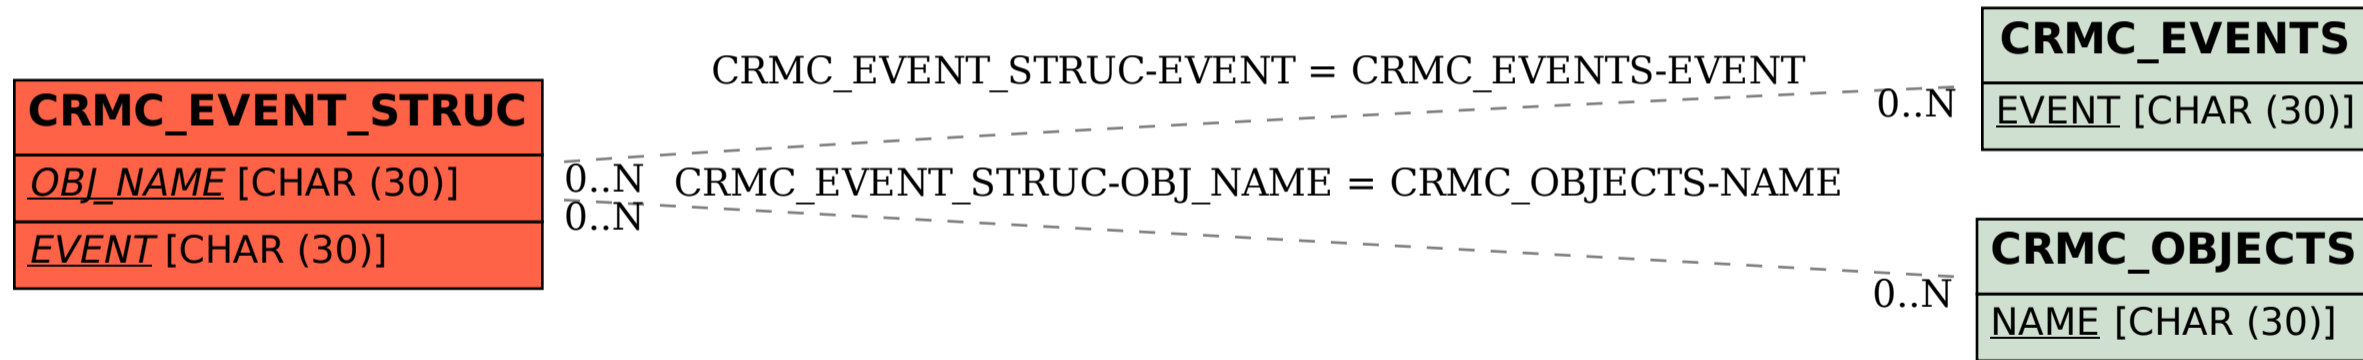 CRMC_EVENT_STRUC
OBJ_NAME [CHAR (30)]
EVENT [CHAR (30)]
CRMC_EVENT_STRUC-EVENT = CRMC_EVENTS-EVENT
0..N
0..N
CRMC_EVENT_STRUC-OBJ_NAME = CRMC_OBJECTS-NAME
0..N
0..N
CRMC_EVENTS
EVENT [CHAR (30)]
CRMC_OBJECTS
NAME [CHAR (30)]